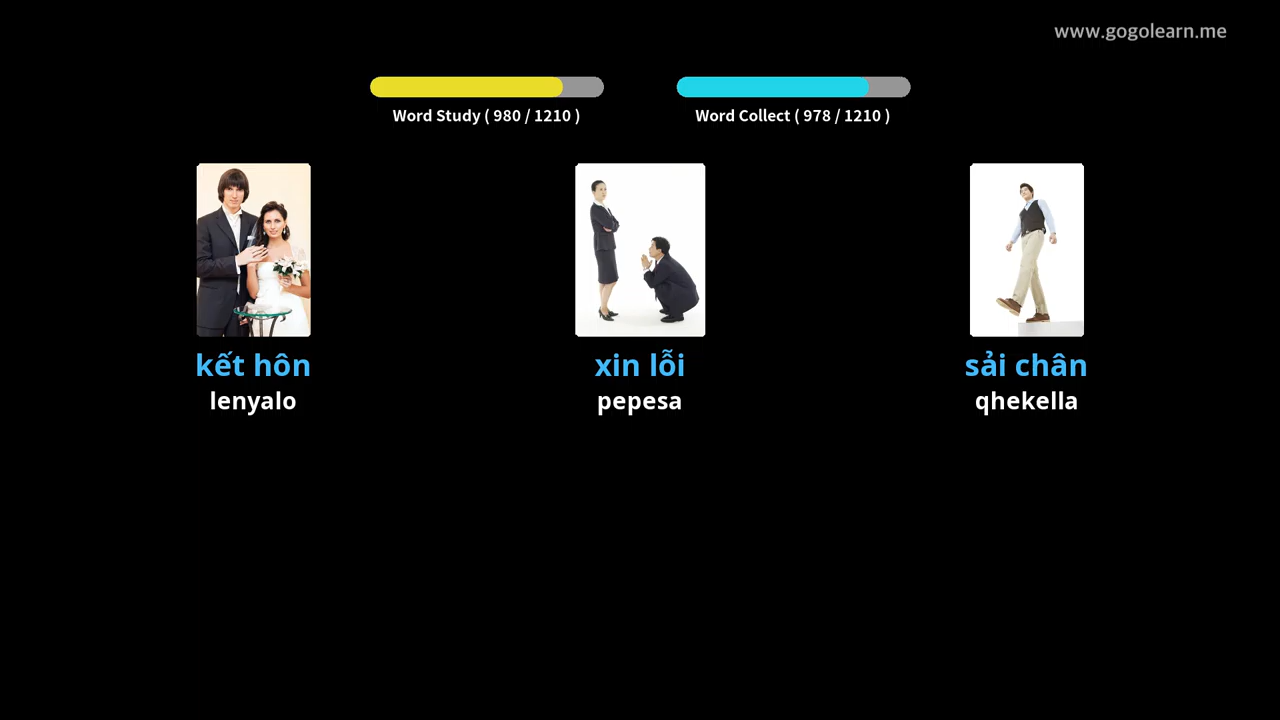 www.gogolearn.me
Word Study ( 980 / 1210 )
Word Collect ( 978 / 1210 )
kết hôn
lenyalo
xin lỗi
pepesa
sải chân
qhekella